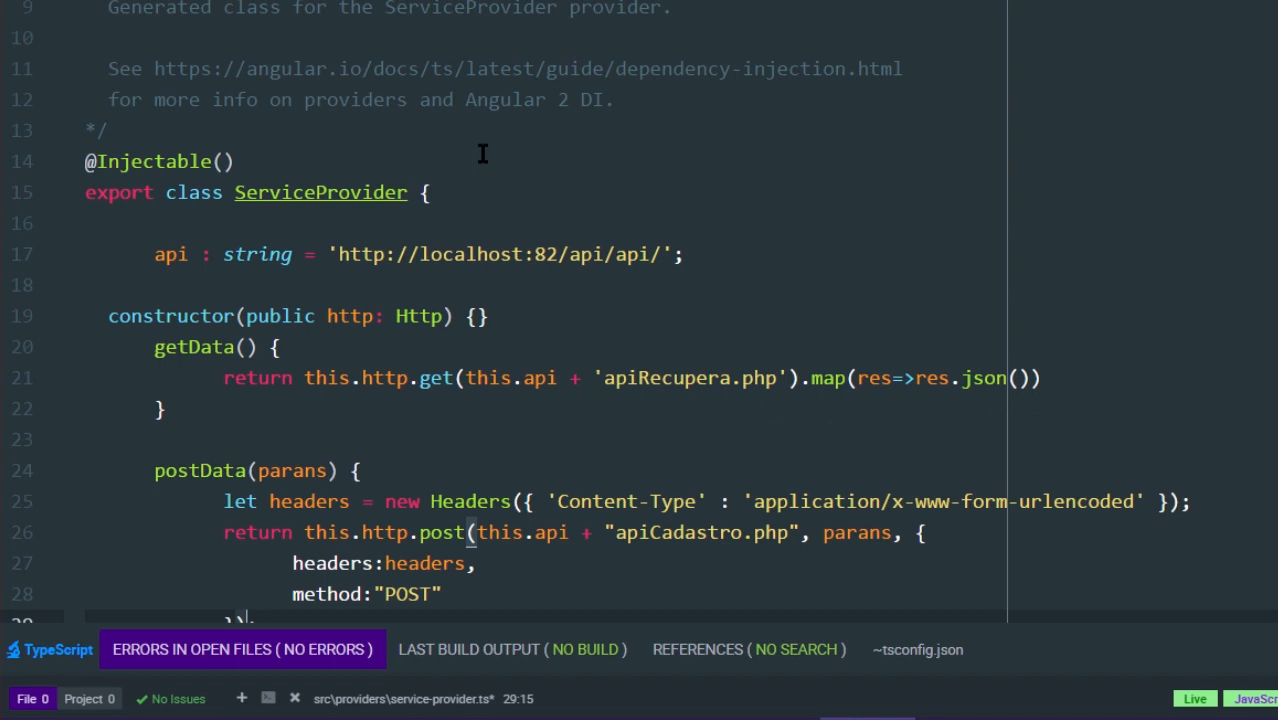 9 Generated class for the ServiceProvider provider.
10
11 See https://angular.io/docs/ts/latest/guide/dependency-injection.html
12 for more info on providers and Angular 2 DI.
13 */
14 @Injectable()
15 export class ServiceProvider {
16
17 api : string = 'http://localhost:82/api/api/';
18
19 constructor(public http: Http) {}
20 getData() {
21 return this.http.get(this.api + 'apiRecupera.php').map(res=>res.json())
22 }
23
24 postData(params) {
25 let headers = new Headers({ 'Content-Type' : 'application/x-www-form-urlencoded' });
26 return this.http.post(this.api + "apiCadastro.php", params, {
27 headers:headers,
28 method:"POST"
29 });
TypeScript ERRORS IN OPEN FILES ( NO ERRORS ) LAST BUILD OUTPUT ( NO BUILD ) REFERENCES ( NO SEARCH ) ~tsconfig.json
File 0 Project 0 No Issues + src\providers\service-provider.ts* 29:15 Live JavaScr